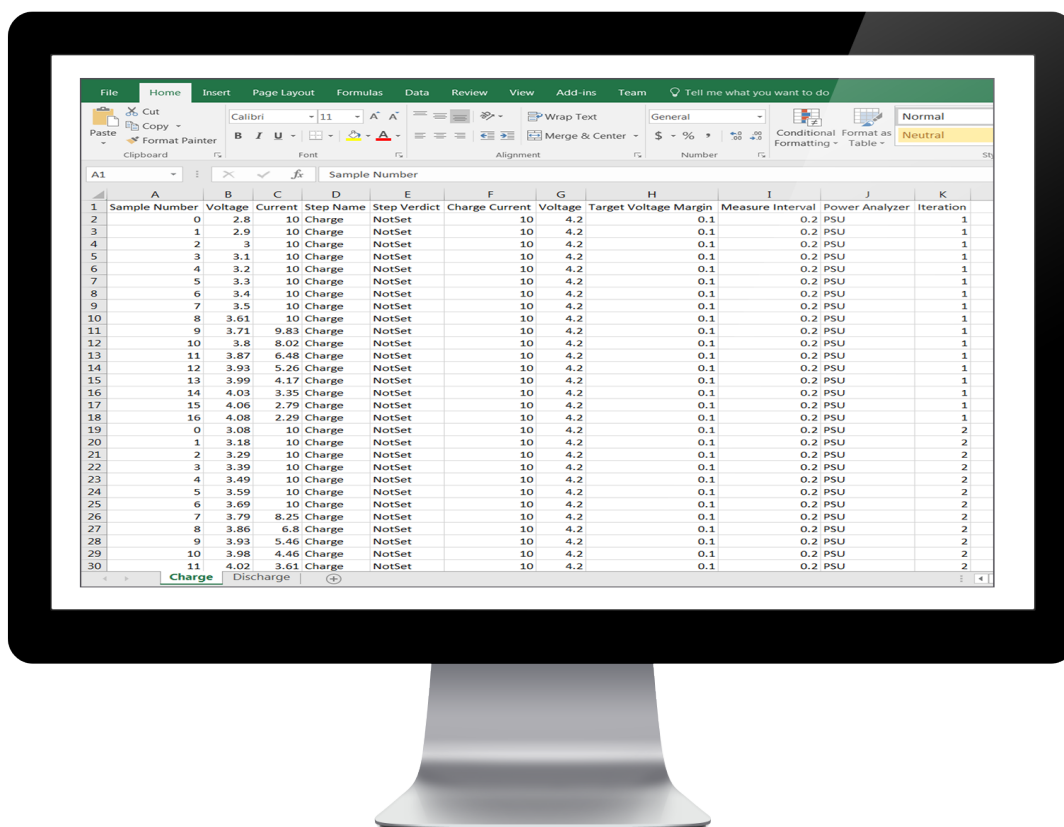 File Home Insert Page Layout Formulas Data Review View Add-ins Team Tell me what you want to do
Cut
Copy
Format Painter
Paste
Calibri 11 A A
B I U A
Wrap Text
Merge & Center
General
$ % ,
Conditional Formatting
Format as Table
Normal
Neutral
Clipboard Font Alignment Number
A1 fx Sample Number
A B C D E F G H I J K
1 Sample Number Voltage Current Step Name Step Verdict Charge Current Voltage Target Voltage Margin Measure Interval Power Analyzer Iteration
2 0 2.8 10 Charge NotSet 10 4.2 0.1 0.2 PSU 1
3 1 2.9 10 Charge NotSet 10 4.2 0.1 0.2 PSU 1
4 2 3 10 Charge NotSet 10 4.2 0.1 0.2 PSU 1
5 3 3.1 10 Charge NotSet 10 4.2 0.1 0.2 PSU 1
6 4 3.2 10 Charge NotSet 10 4.2 0.1 0.2 PSU 1
7 5 3.3 10 Charge NotSet 10 4.2 0.1 0.2 PSU 1
8 6 3.4 10 Charge NotSet 10 4.2 0.1 0.2 PSU 1
9 7 3.5 10 Charge NotSet 10 4.2 0.1 0.2 PSU 1
10 8 3.61 10 Charge NotSet 10 4.2 0.1 0.2 PSU 1
11 9 3.71 9.83 Charge NotSet 10 4.2 0.1 0.2 PSU 1
12 10 3.8 8.02 Charge NotSet 10 4.2 0.1 0.2 PSU 1
13 11 3.87 6.48 Charge NotSet 10 4.2 0.1 0.2 PSU 1
14 12 3.93 5.26 Charge NotSet 10 4.2 0.1 0.2 PSU 1
15 13 3.99 4.17 Charge NotSet 10 4.2 0.1 0.2 PSU 1
16 14 4.03 3.35 Charge NotSet 10 4.2 0.1 0.2 PSU 1
17 15 4.06 2.79 Charge NotSet 10 4.2 0.1 0.2 PSU 1
18 16 4.08 2.29 Charge NotSet 10 4.2 0.1 0.2 PSU 1
19 0 3.08 10 Charge NotSet 10 4.2 0.1 0.2 PSU 2
20 1 3.18 10 Charge NotSet 10 4.2 0.1 0.2 PSU 2
21 2 3.29 10 Charge NotSet 10 4.2 0.1 0.2 PSU 2
22 3 3.39 10 Charge NotSet 10 4.2 0.1 0.2 PSU 2
23 4 3.49 10 Charge NotSet 10 4.2 0.1 0.2 PSU 2
24 5 3.59 10 Charge NotSet 10 4.2 0.1 0.2 PSU 2
25 6 3.69 10 Charge NotSet 10 4.2 0.1 0.2 PSU 2
26 7 3.79 8.25 Charge NotSet 10 4.2 0.1 0.2 PSU 2
27 8 3.86 6.8 Charge NotSet 10 4.2 0.1 0.2 PSU 2
28 9 3.93 5.46 Charge NotSet 10 4.2 0.1 0.2 PSU 2
29 10 3.98 4.46 Charge NotSet 10 4.2 0.1 0.2 PSU 2
30 11 4.02 3.61 Charge NotSet 10 4.2 0.1 0.2 PSU 2
Charge Discharge